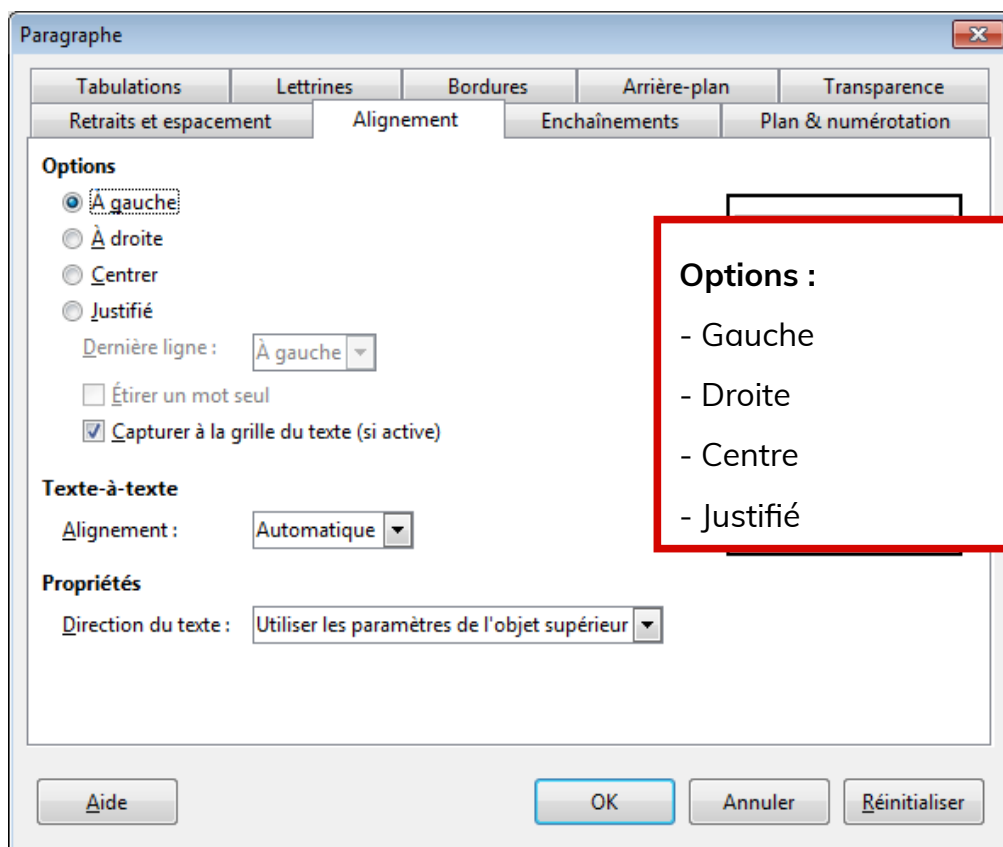 Paragraphe
Tabulations
Lettrines
Bordures
Arrière-plan
Transparence
Retraits et espacement
Alignement
Enchaînements
Plan & numérotation
Options
À gauche
À droite
Centrer
Justifié
Dernière ligne :
À gauche
Étirer un mot seul
Capturer à la grille du texte (si active)
Texte-à-texte
Alignement :
Automatique
Propriétés
Direction du texte :
Utiliser les paramètres de l'objet supérieur
Options :
- Gauche
- Droite
- Centre
- Justifié
Aide
OK
Annuler
Réinitialiser